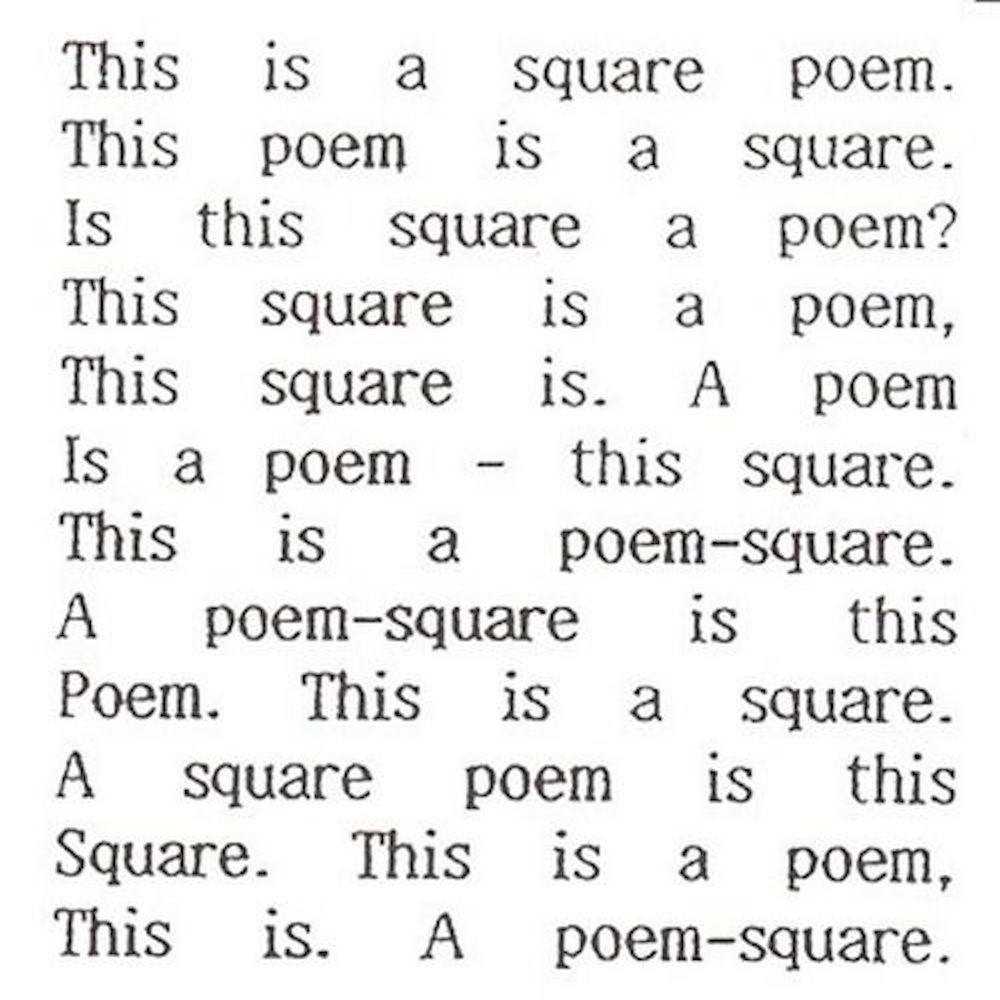 This is a square poem.
This poem is a square.
Is this square a poem?
This square is a poem,
This square is. A poem
Is a poem – this square.
This is a poem-square.
A poem-square is this
Poem. This is a square.
A square poem is this
Square. This is a poem,
This is. A poem-square.